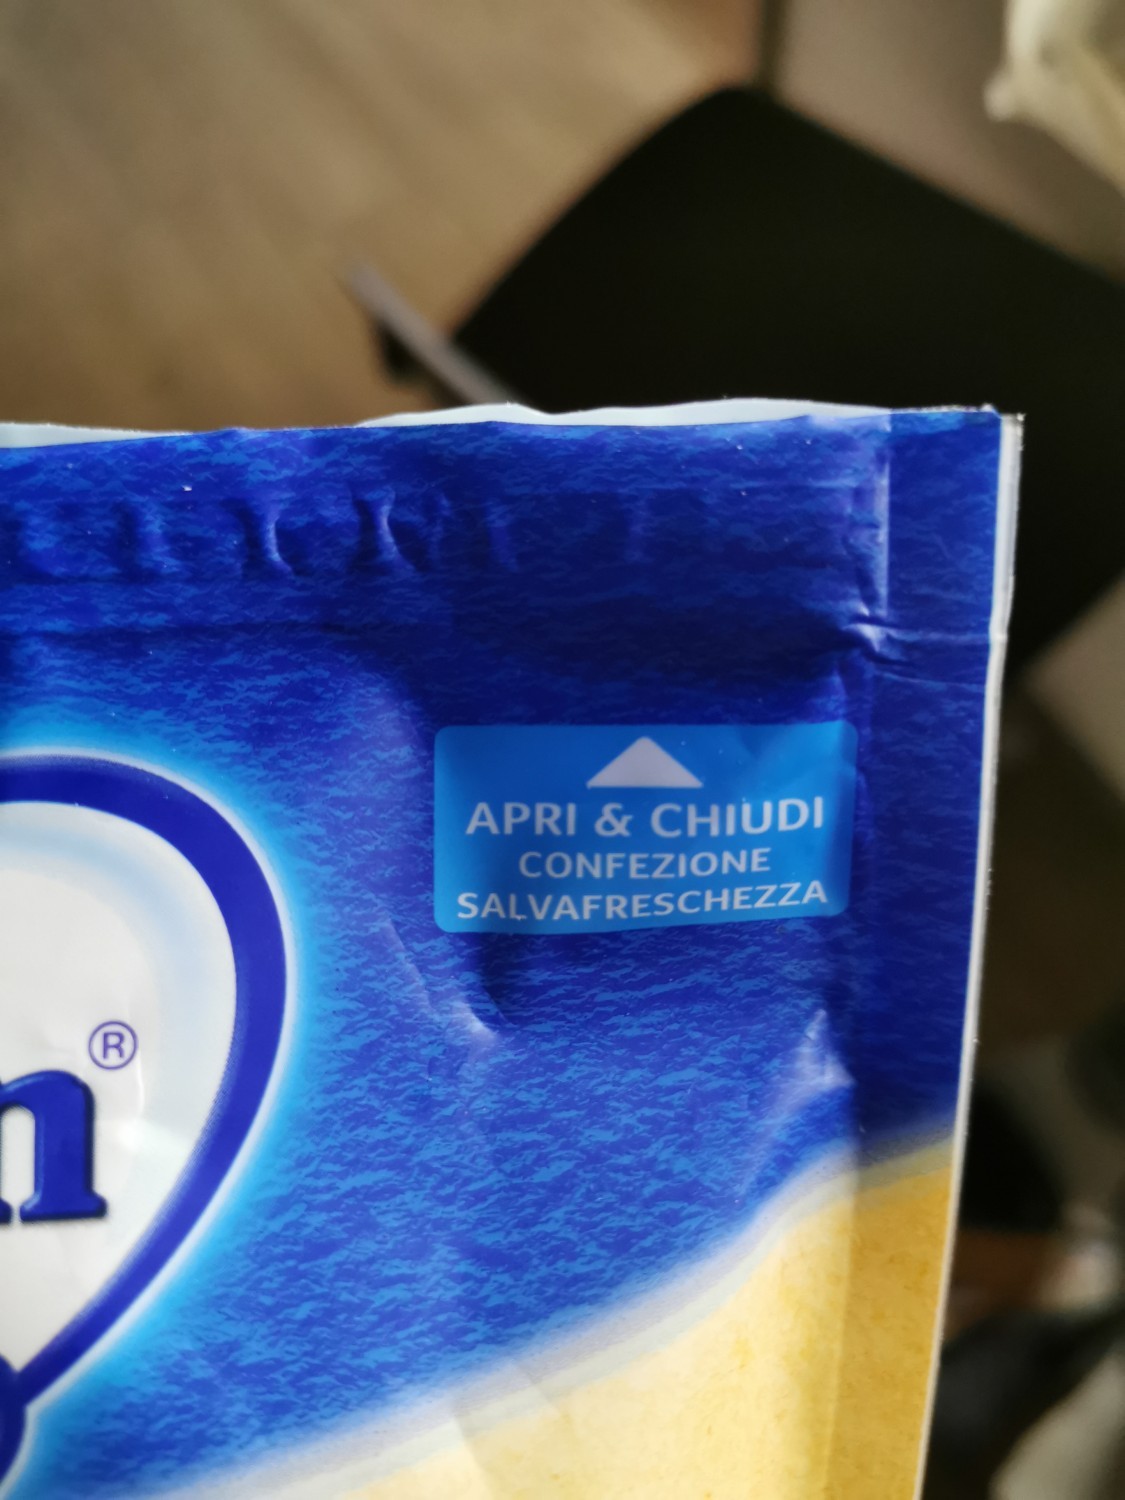 APRI & CHIUDI
CONFEZIONE
SALVAFRESCHEZZA
®